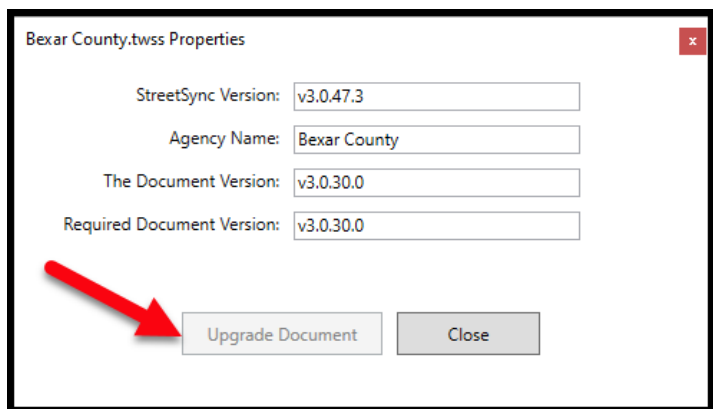 Bexar County.twss Properties
x
StreetSync Version: v3.0.47.3
Agency Name: Bexar County
The Document Version: v3.0.30.0
Required Document Version: v3.0.30.0
Upgrade Document Close